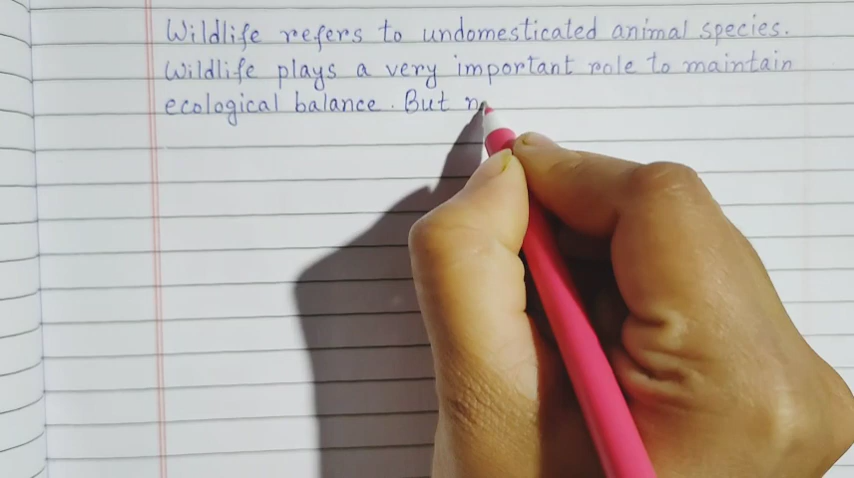 Wildlife refers to undomesticated animal species.
Wildlife plays a very important role to maintain
ecological balance. But n